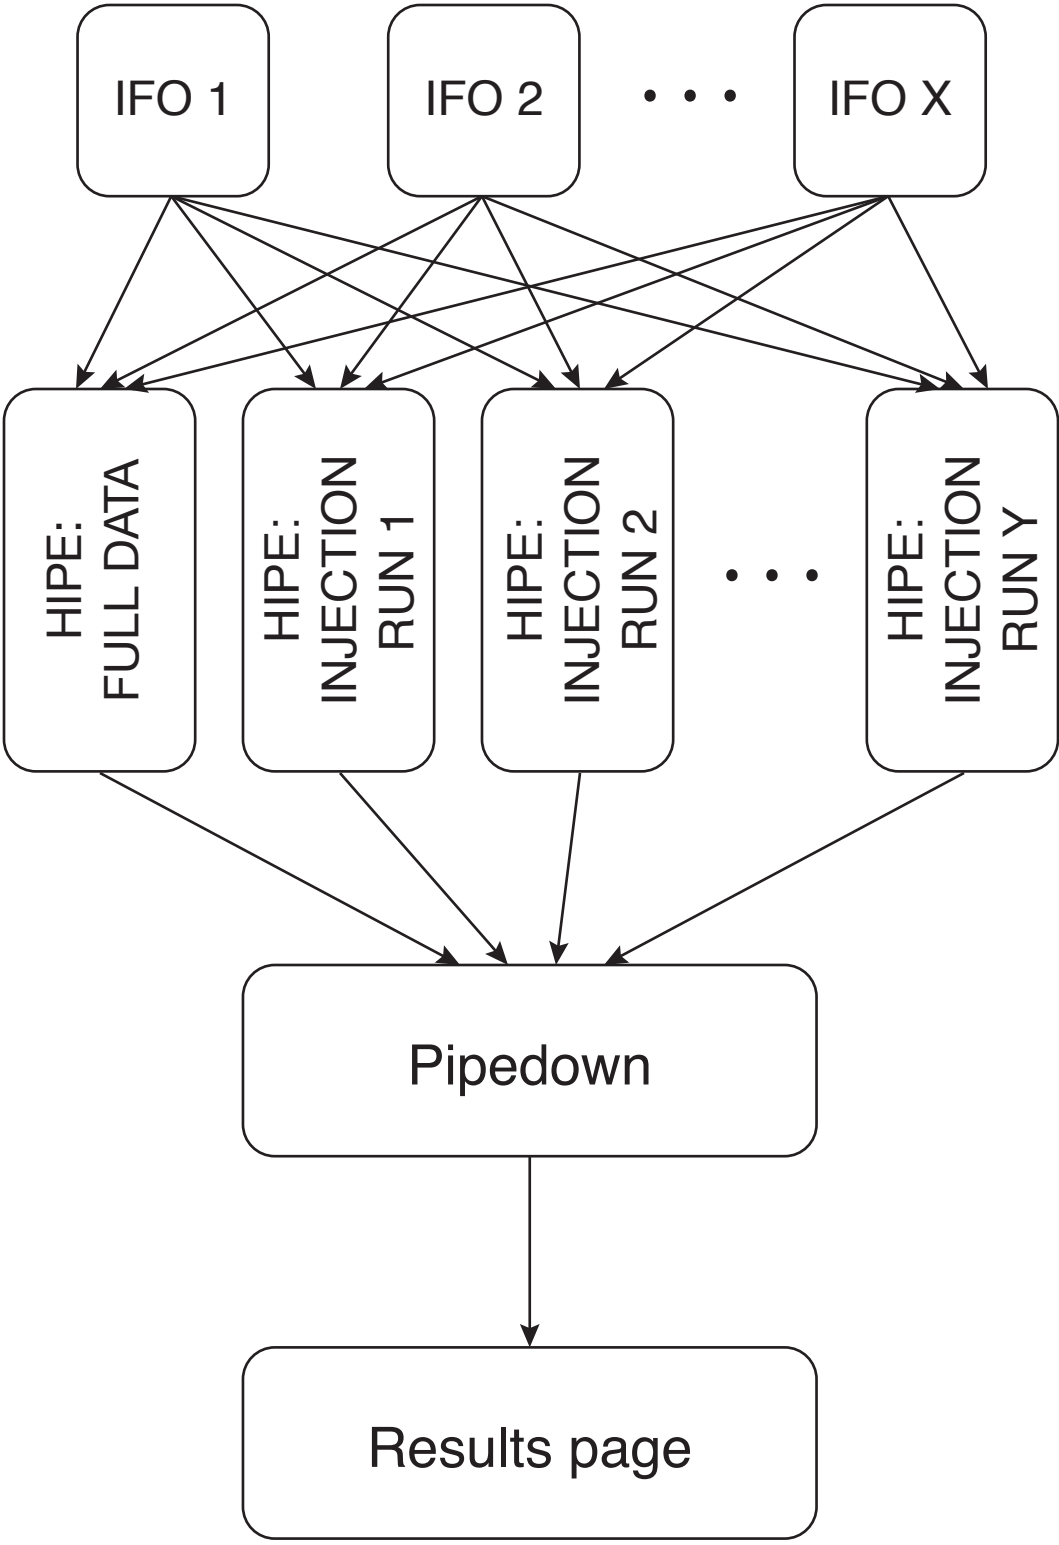 IFO 1
IFO 2
. . .
IFO X
HIPE:
FULL DATA
HIPE:
INJECTION
RUN 1
HIPE:
INJECTION
RUN 2
. . .
HIPE:
INJECTION
RUN Y
Pipedown
Results page